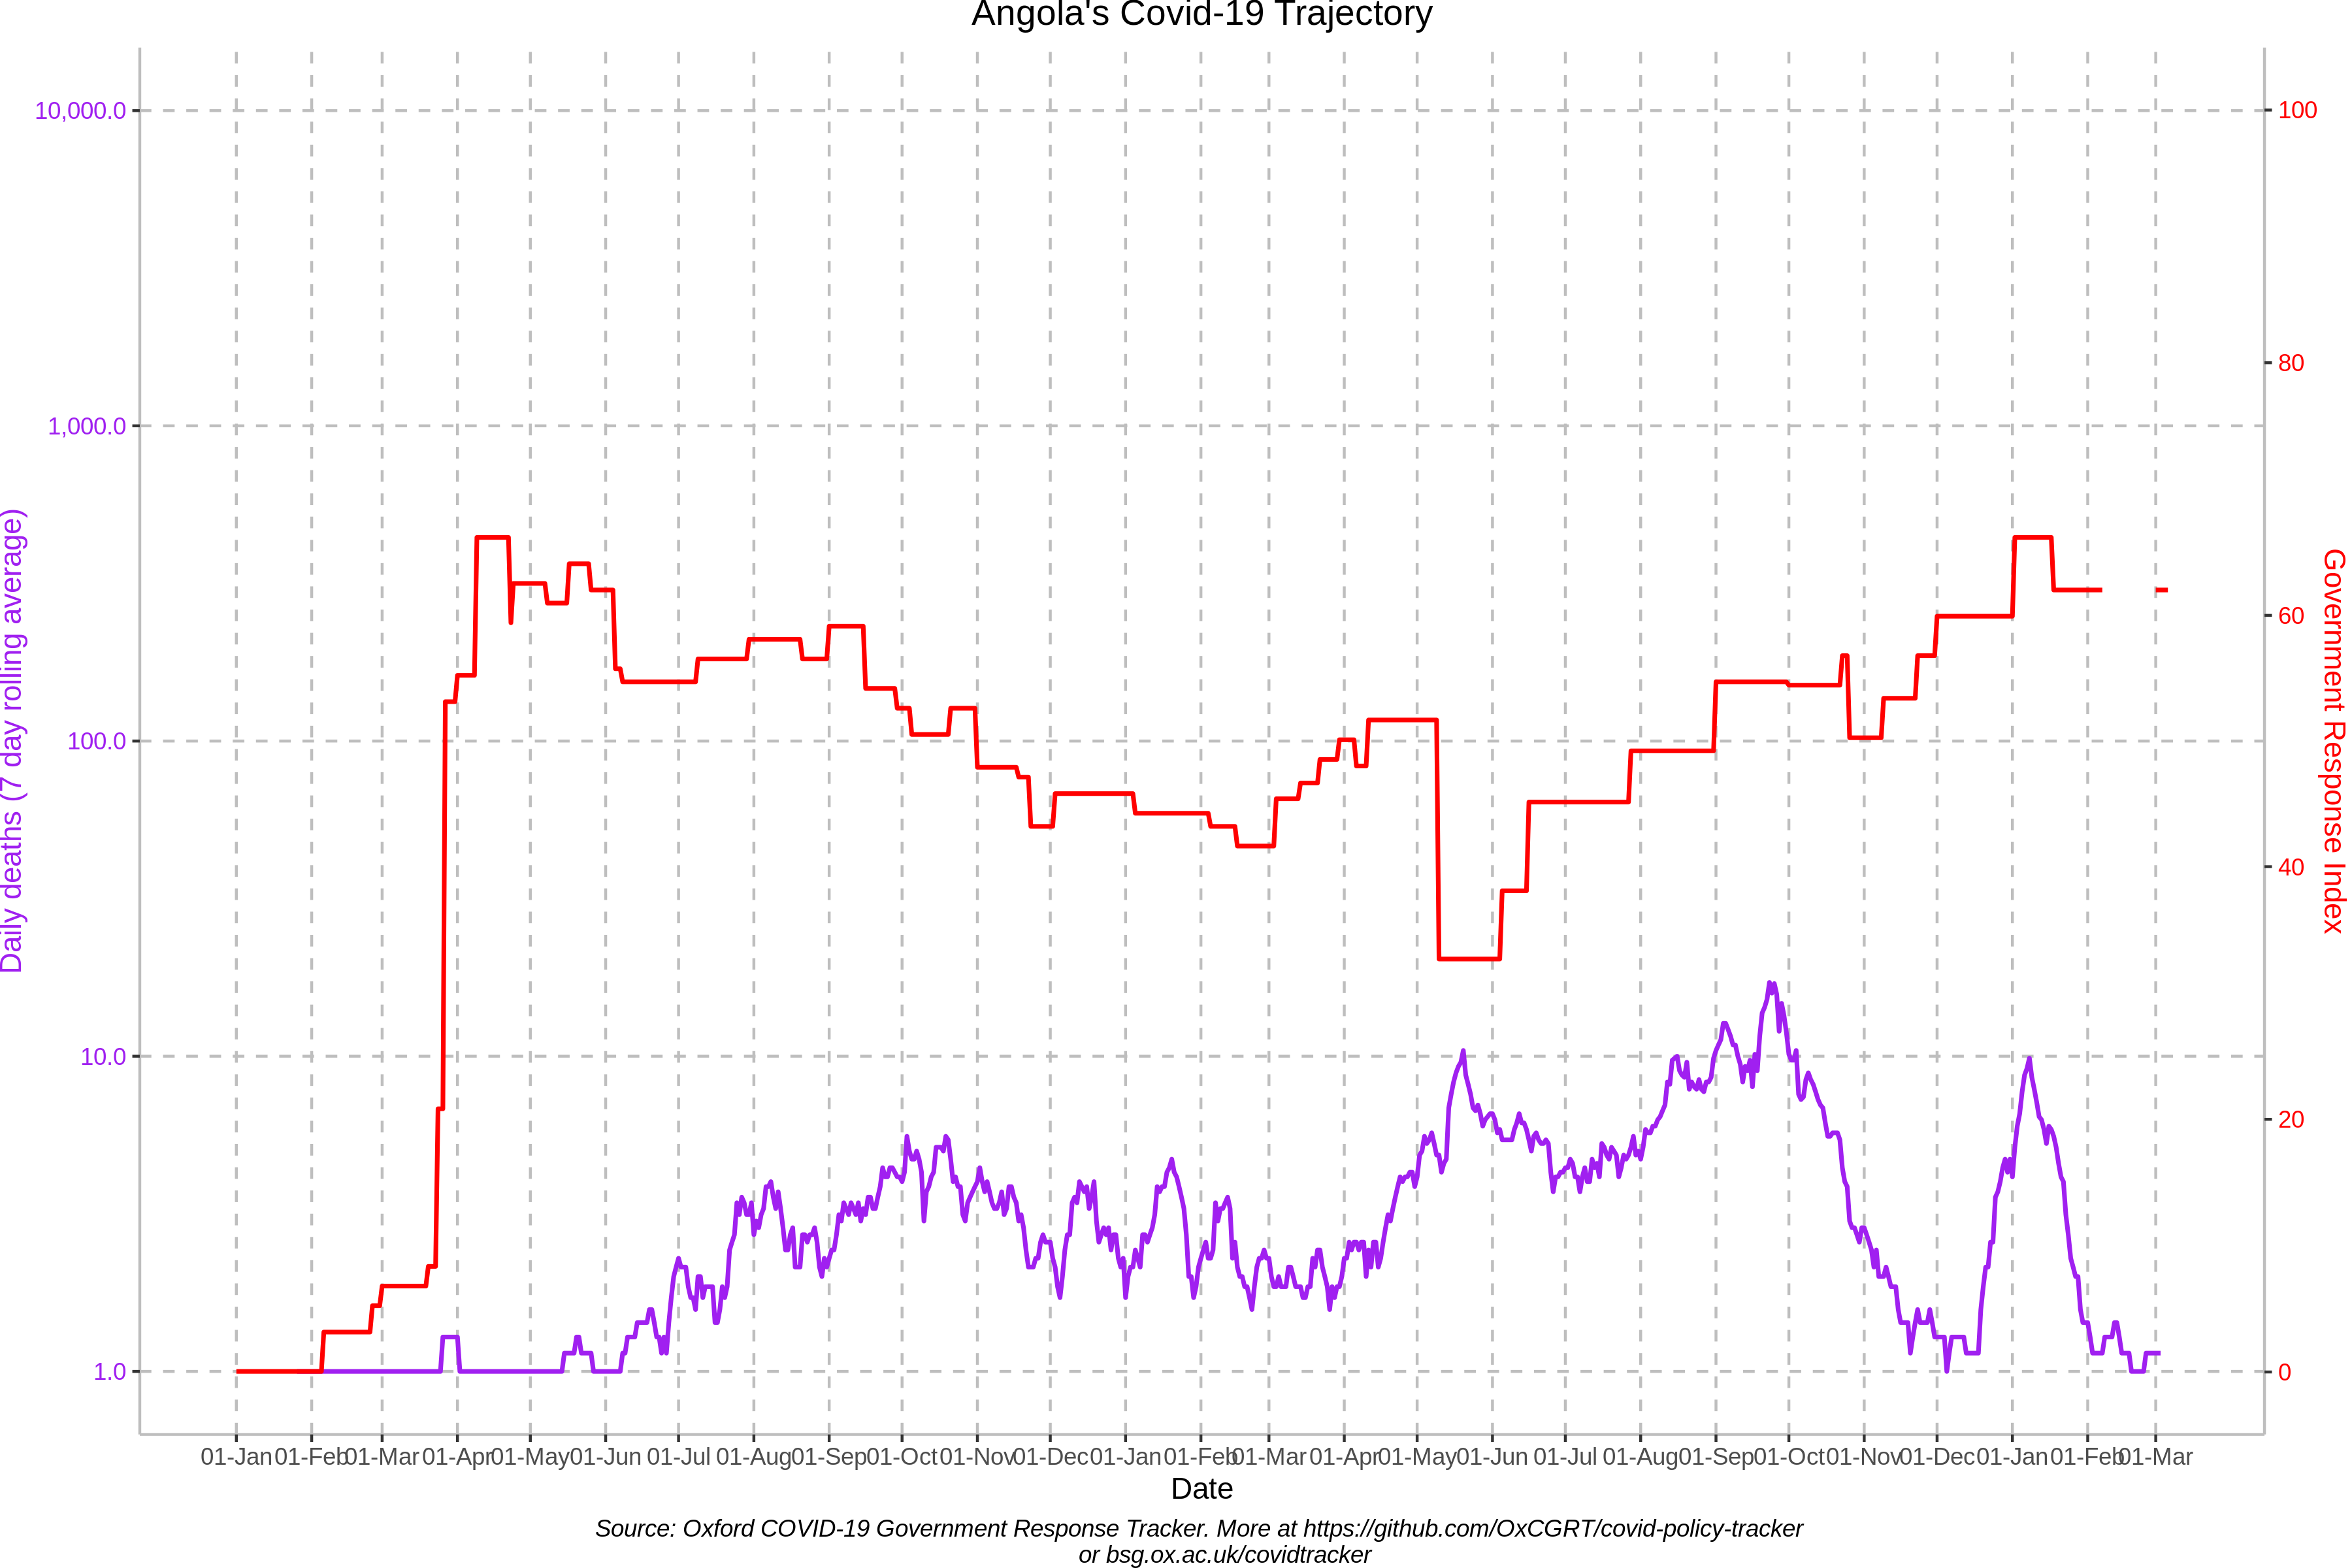 Angola's Covid-19 Trajectory
10,000.0
1,000.0
100.0
10.0
1.0
Daily deaths (7 day rolling average)
100
80
60
40
20
0
Government Response Index
01-Jan 01-Feb 01-Mar 01-Apr 01-May 01-Jun 01-Jul 01-Aug 01-Sep 01-Oct 01-Nov 01-Dec 01-Jan 01-Feb 01-Mar 01-Apr 01-May 01-Jun 01-Jul 01-Aug 01-Sep 01-Oct 01-Nov 01-Dec 01-Jan 01-Feb 01-Mar
Date
Source: Oxford COVID-19 Government Response Tracker. More at https://github.com/OxCGRT/covid-policy-tracker
or bsg.ox.ac.uk/covidtracker